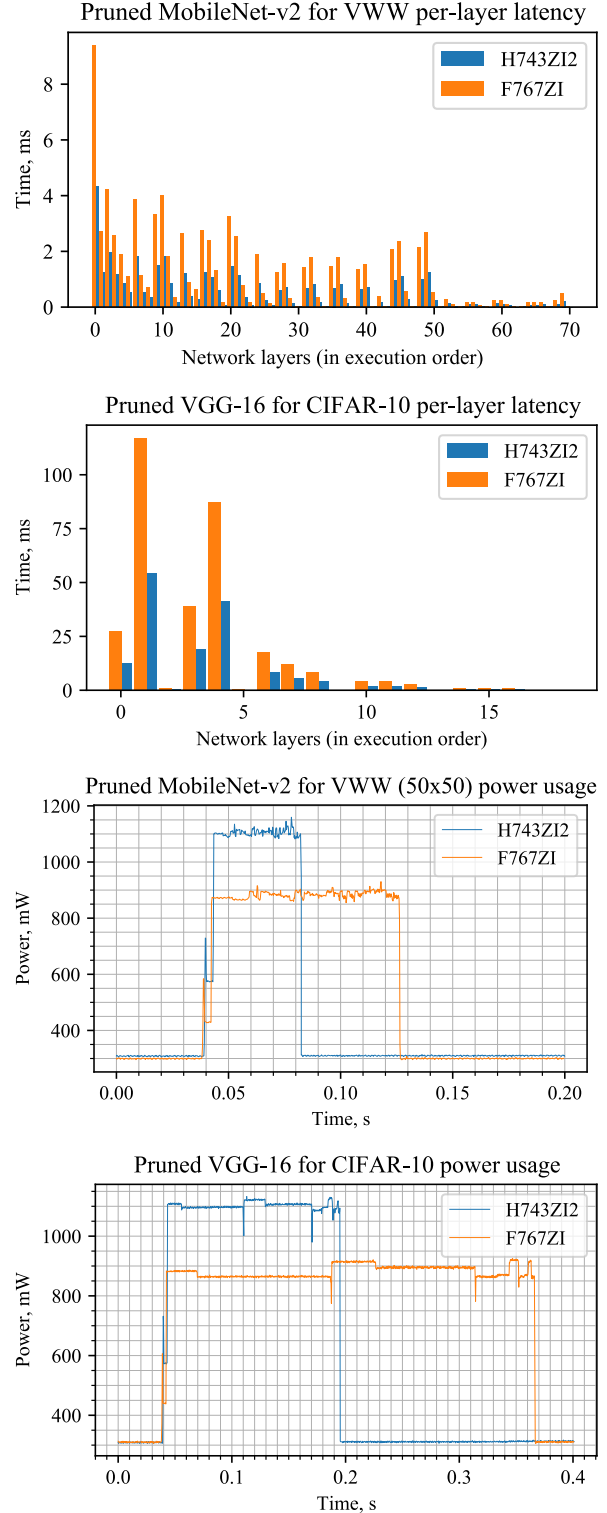 Pruned MobileNet-v2 for VWW per-layer latency
H743ZI2
F767ZI
Time, ms
8
6
4
2
0
0 10 20 30 40 50 60 70
Network layers (in execution order)
Pruned VGG-16 for CIFAR-10 per-layer latency
H743ZI2
F767ZI
Time, ms
100
75
50
25
0
0 5 10 15
Network layers (in execution order)
Pruned MobileNet-v2 for VWW (50x50) power usage
H743ZI2
F767ZI
Power, mW
1200
1000
800
600
400
0.00 0.05 0.10 0.15 0.20
Time, s
Pruned VGG-16 for CIFAR-10 power usage
H743ZI2
F767ZI
Power, mW
1000
800
600
400
0.0 0.1 0.2 0.3 0.4
Time, s